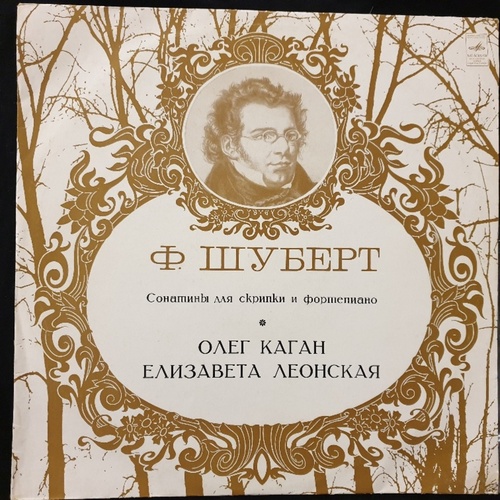 Ф. ШУБЕРТ
Сонатины для скрипки и фортепиано
ОЛЕГ КАГАН
ЕЛИЗАВЕТА ЛЕОНСКАЯ